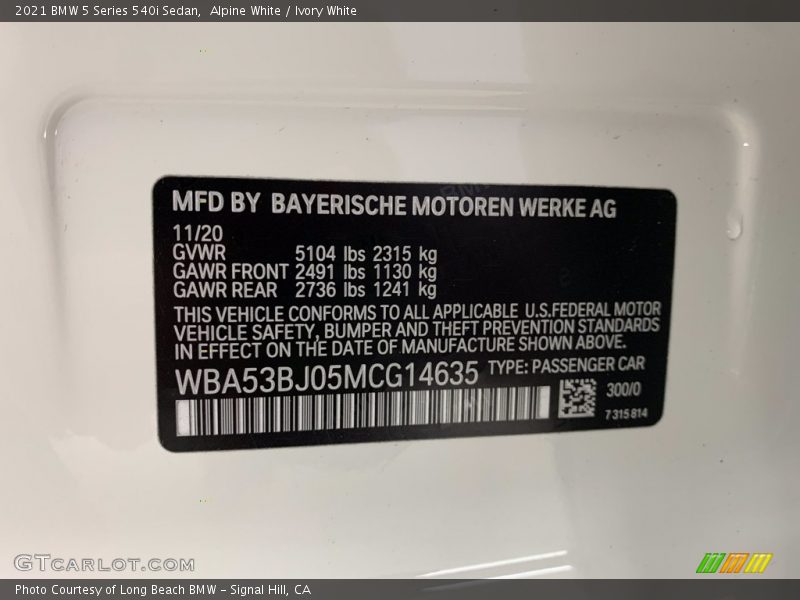 2021 BMW 5 Series 540i Sedan, Alpine White / Ivory White
MFD BY BAYERISCHE MOTOREN WERKE AG
11/20
GVWR 5104 lbs 2315 kg
GAWR FRONT 2491 lbs 1130 kg
GAWR REAR 2736 lbs 1241 kg
THIS VEHICLE CONFORMS TO ALL APPLICABLE U.S.FEDERAL MOTOR
VEHICLE SAFETY, BUMPER AND THEFT PREVENTION STANDARDS
IN EFFECT ON THE DATE OF MANUFACTURE SHOWN ABOVE.
WBA53BJ05MCG14635 TYPE: PASSENGER CAR
300/0
7 315 814
GTCARLOT.COM
Photo Courtesy of Long Beach BMW - Signal Hill, CA